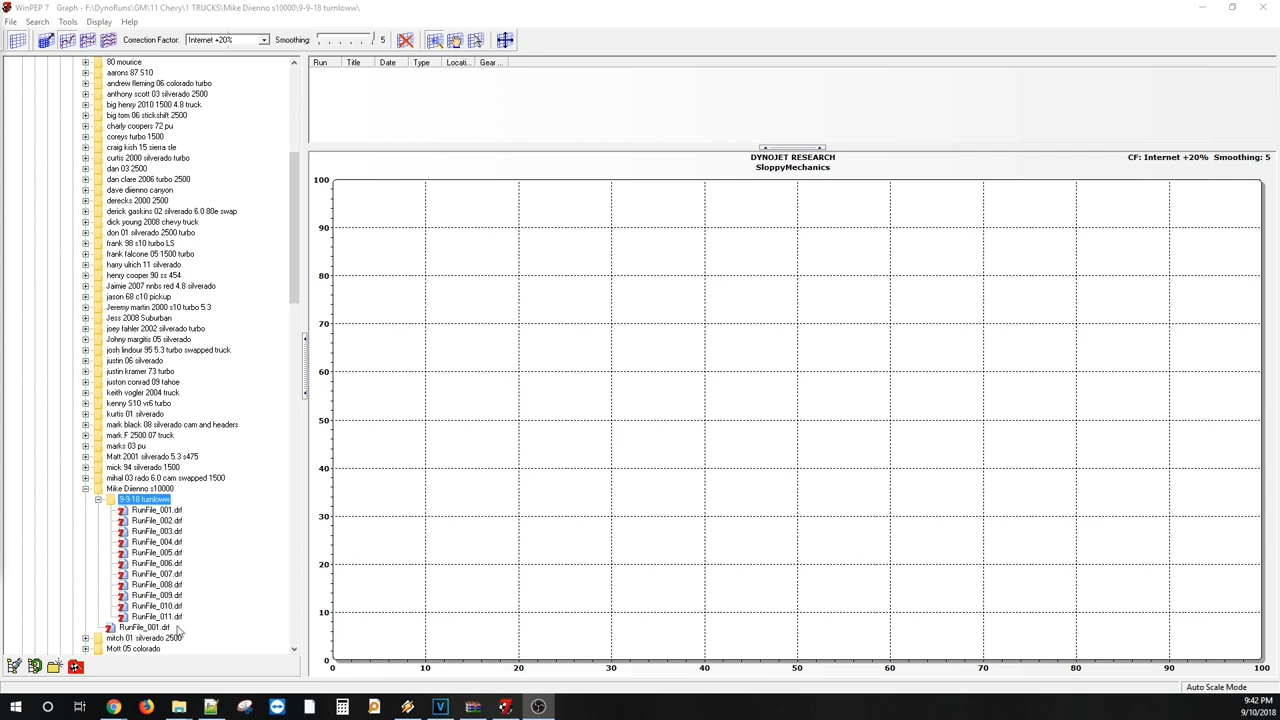 WinPEP 7    Graph - F:\DynoRuns\GM\11 Chevy\1 TRUCKS\Mike Diienno s10000\9-9-18 turnloww\
File Search Tools Display Help
Correction Factor: Internet +20% Smoothing: 5
80 mourice
aarons 87 S10
andrew fleming 06 colorado turbo
anthony scott 03 silverado 2500
big henry 2010 1500 4.8 truck
big tom 06 stickshift 2500
charly coopers 72 pu
coreys turbo 1500
craig kish 15 sierra sle
curtis 2000 silverado turbo
dan 03 2500
dan clare 2006 turbo 2500
dave diienno canyon
derecks 2000 2500
derick gaskins 02 silverado 6.0 80e swap
dick young 2008 chevy truck
don 01 silverado 2500 turbo
frank 98 s10 turbo LS
frank falcone 05 1500 turbo
harry ulrich 11 silverado
henry cooper 90 ss 454
Jaimie 2007 nnbs red 4.8 silverado
jason 68 c10 pickup
Jeremy martin 2000 s10 turbo 5.3
Jess 2008 Suburban
joey fahler 2002 silverado turbo
Johny margitis 05 silverado
josh lindour 95 5.3 turbo swapped truck
justin 06 silverado
justin kramer 73 turbo
juston conrad 09 tahoe
keith vogler 2004 truck
kenny S10 vr6 turbo
kurtis 01 silverado
mark black 08 silverado cam and headers
mark F 2500 07 truck
marks 03 pu
Matt 2001 silverado 5.3 s475
mick 94 silverado 1500
mihal 03 rado 6.0 cam swapped 1500
Mike Diienno s10000
9-9-18 turnloww
RunFile_001.drf
RunFile_002.drf
RunFile_003.drf
RunFile_004.drf
RunFile_005.drf
RunFile_006.drf
RunFile_007.drf
RunFile_008.drf
RunFile_009.drf
RunFile_010.drf
RunFile_011.drf
RunFile_001.drf
mitch 01 silverado 2500
Mott 05 colorado
Run Title Date Type Locati... Gear ...
DYNOJET RESEARCH
SloppyMechanics
CF: Internet +20% Smoothing: 5
100
90
80
70
60
50
40
30
20
10
0
0 10 20 30 40 50 60 70 80 90 100
Auto Scale Mode
9:42 PM
9/10/2018